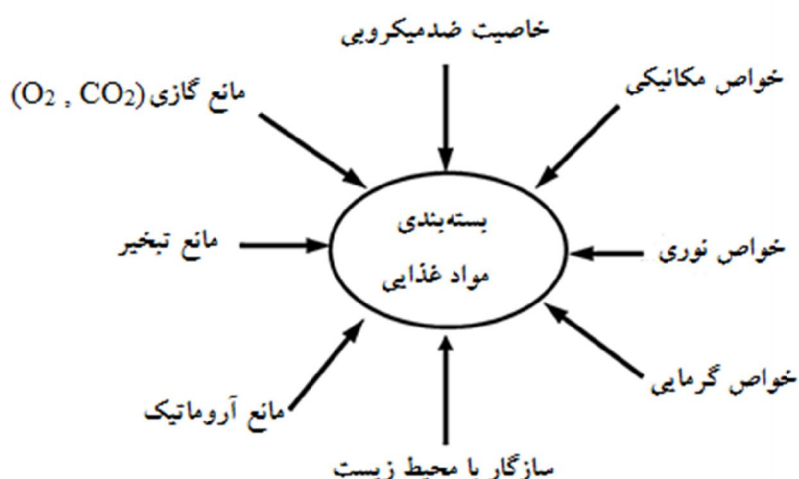 خاصیت ضدمیکروبی
خواص مکانیکی
مانع گازی (O2 , CO2)
بسته‌بندی
مواد غذایی
خواص نوری
مانع تبخیر
خواص گرمایی
مانع آروماتیک
سازگار با محیط زیست